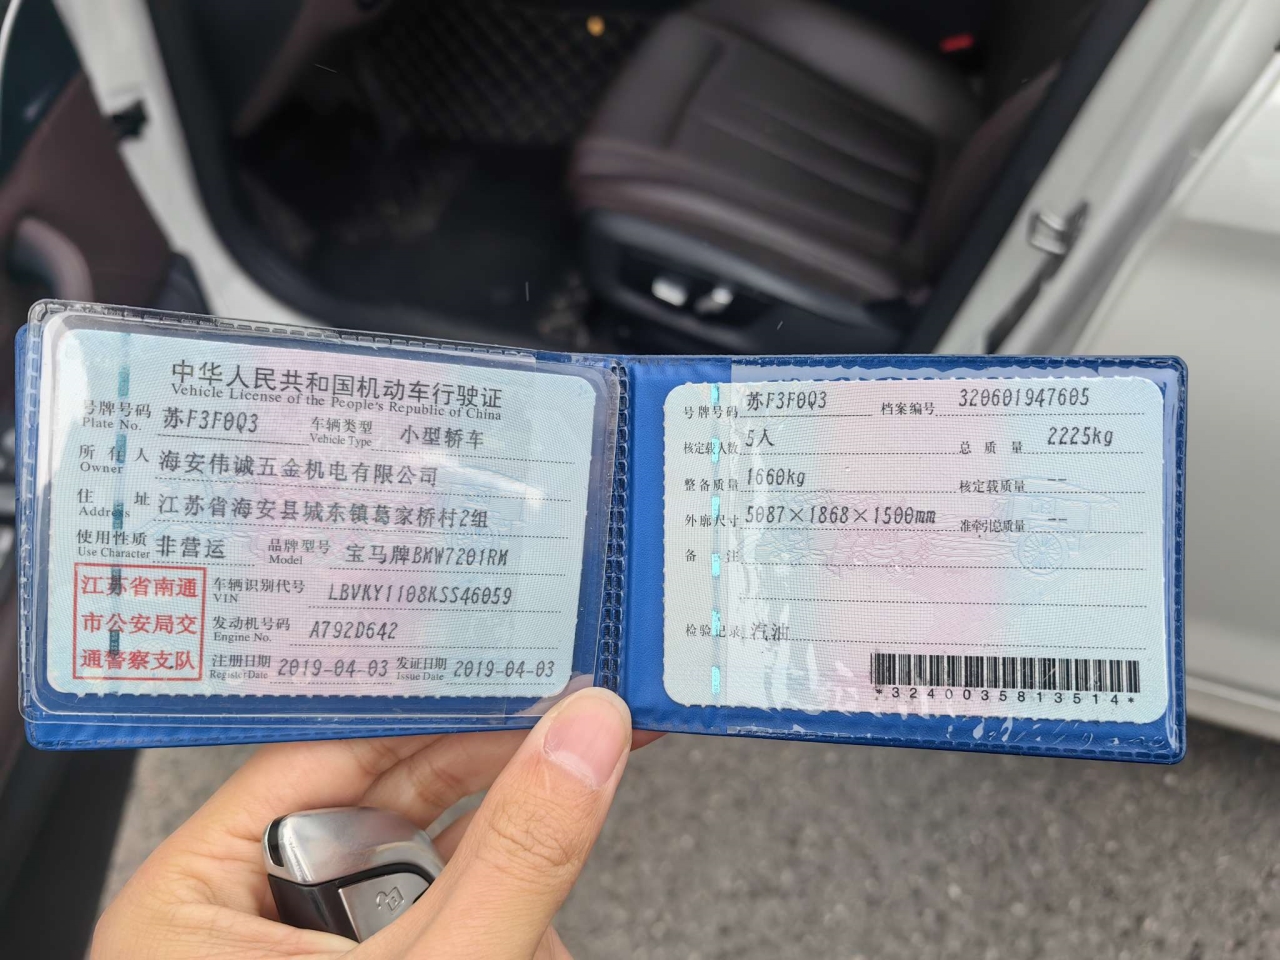 中华人民共和国机动车行驶证
Vehicle License of the People's Republic of China
号牌号码 苏F3F0Q3 车辆类型 小型轿车
Plate No. Vehicle Type
所有人 海安伟诚五金机电有限公司
Owner
住址 江苏省海安县城东镇葛家桥村2组
Address
使用性质 非营运 品牌型号 宝马牌BMW7201RM
Use Character Model
江苏省南通
市公安局交
通警察支队
车辆识别代号 LBVKY1108KSS46059
VIN
发动机号码 A792D642
Engine No.
注册日期 2019-04-03 发证日期 2019-04-03
Register Date Issue Date
号牌号码 苏F3F0Q3 档案编号 320601947605
核定载人数 5人 总质量 2225kg
整备质量 1660kg 核定载质量 --
外廓尺寸 5087×1868×1500mm 准牵引总质量 --
备注
检验记录 汽油
*3240035813514*